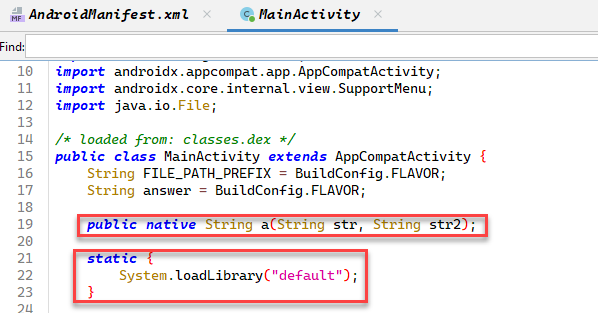 AndroidManifest.xml
MainActivity
Find:
10 import androidx.appcompat.app.AppCompatActivity;
11 import androidx.core.internal.view.SupportMenu;
12 import java.io.File;
14 /* loaded from: classes.dex */
15 public class MainActivity extends AppCompatActivity {
16 String FILE_PATH_PREFIX = BuildConfig.FLAVOR;
17 String answer = BuildConfig.FLAVOR;
18
19 public native String a(String str, String str2);
20
21 static {
22 System.loadLibrary("default");
23 }
24